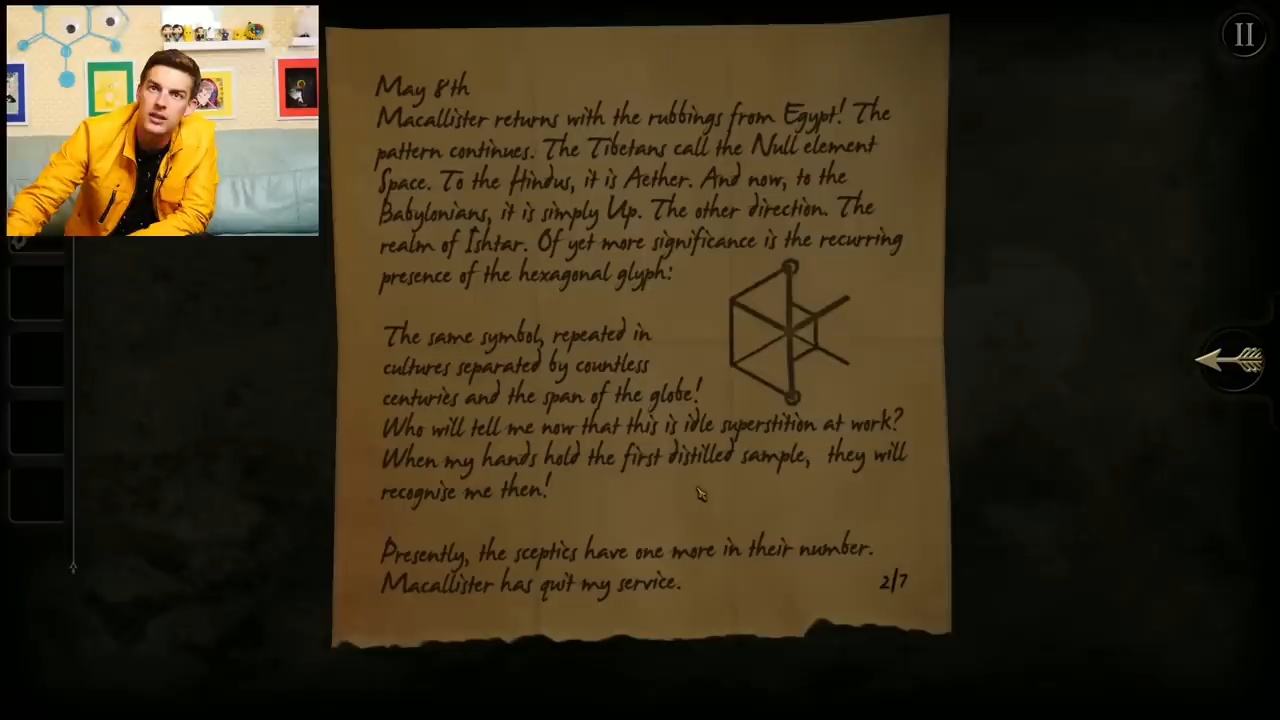 II
May 8th
Macallister returns with the rubbings from Egypt! The
pattern continues. The Tibetans call the Null element
Space. To the Hindus, it is Aether. And now, to the
Babylonians, it is simply Up. The other direction. The
realm of Ishtar. Of yet more significance is the recurring
presence of the hexagonal glyph:
The same symbol, repeated in
cultures separated by countless
centuries and the span of the globe!
Who will tell me now that this is idle superstition at work?
When my hands hold the first distilled sample, they will
recognise me then!
Presently, the sceptics have one more in their number.
Macallister has quit my service.
2/7